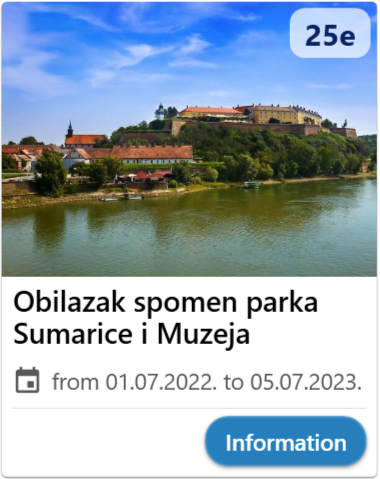 25e
Obilazak spomen parka
Sumarice i Muzeja
from 01.07.2022. to 05.07.2023.
Information